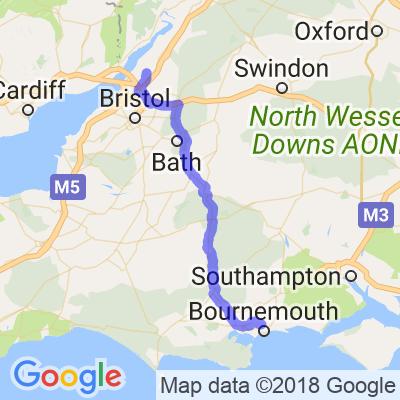 Oxford
Cardiff
Swindon
Bristol
North Wesse
Downs AON
Bath
M5
M3
Southampton
Bournemouth
Google
Map data ©2018 Google